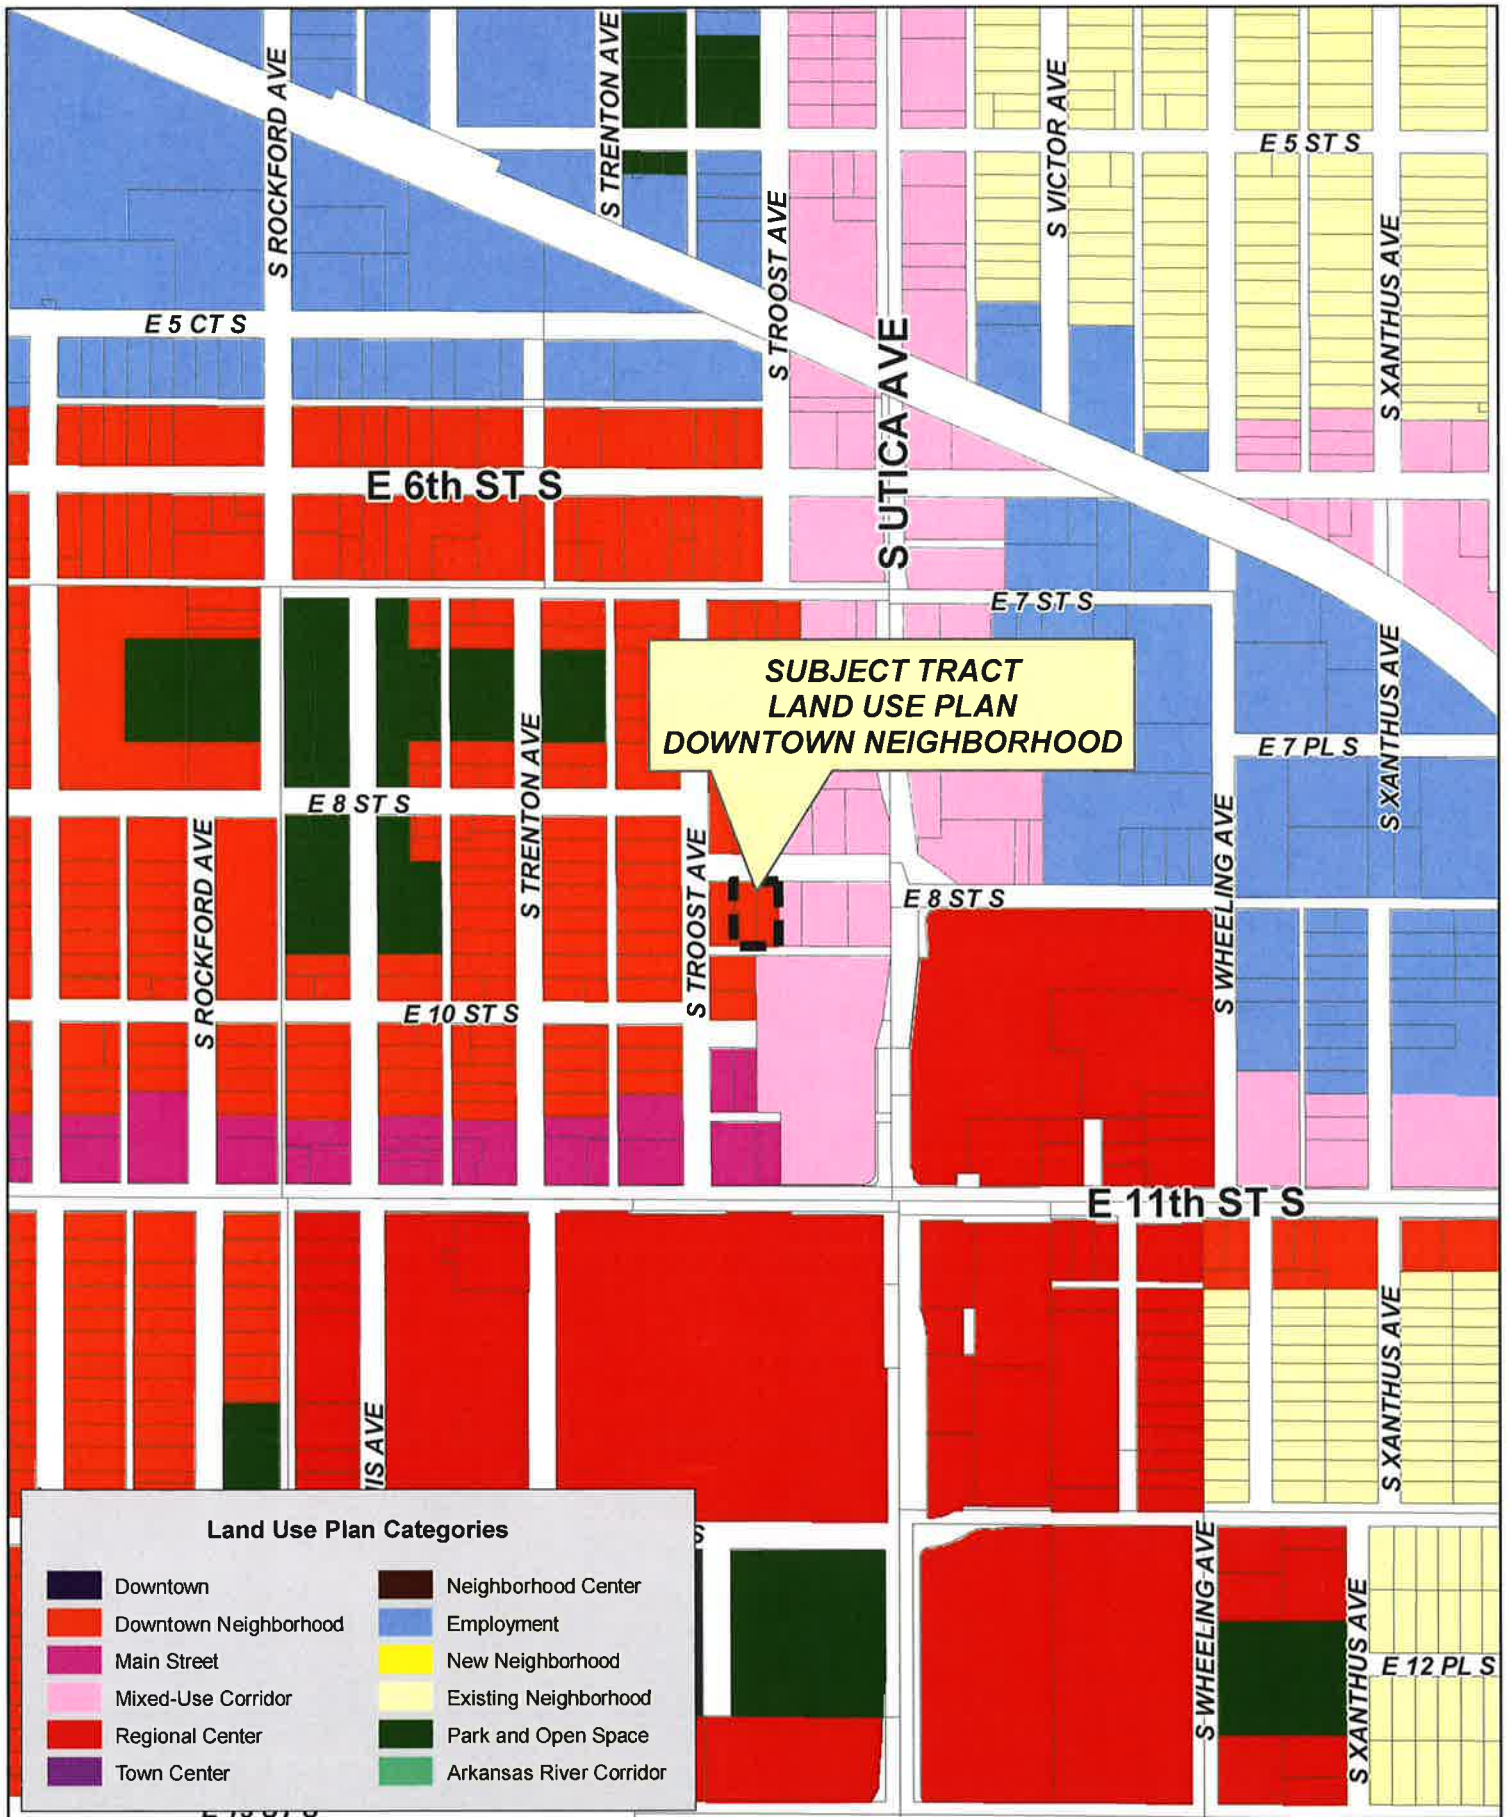 S ROCKFORD AVE
S TRENTON AVE
S VICTOR AVE
E 5 ST S
S TROOST AVE
S XANTHUS AVE
E 5 CT S
S UTICA AVE
E 6th ST S
E 7 ST S
SUBJECT TRACT
LAND USE PLAN
DOWNTOWN NEIGHBORHOOD
S XANTHUS AVE
E 7 PL S
S TRENTON AVE
E 8 ST S
S WHEELING AVE
S ROCKFORD AVE
S TROOST AVE
E 8 ST S
E 10 ST S
E 11th ST S
S XANTHUS AVE
IS AVE
S
S WHEELING AVE
S XANTHUS AVE
E 12 PL S
Land Use Plan Categories
Downtown
Downtown Neighborhood
Main Street
Mixed-Use Corridor
Regional Center
Town Center
Neighborhood Center
Employment
New Neighborhood
Existing Neighborhood
Park and Open Space
Arkansas River Corridor